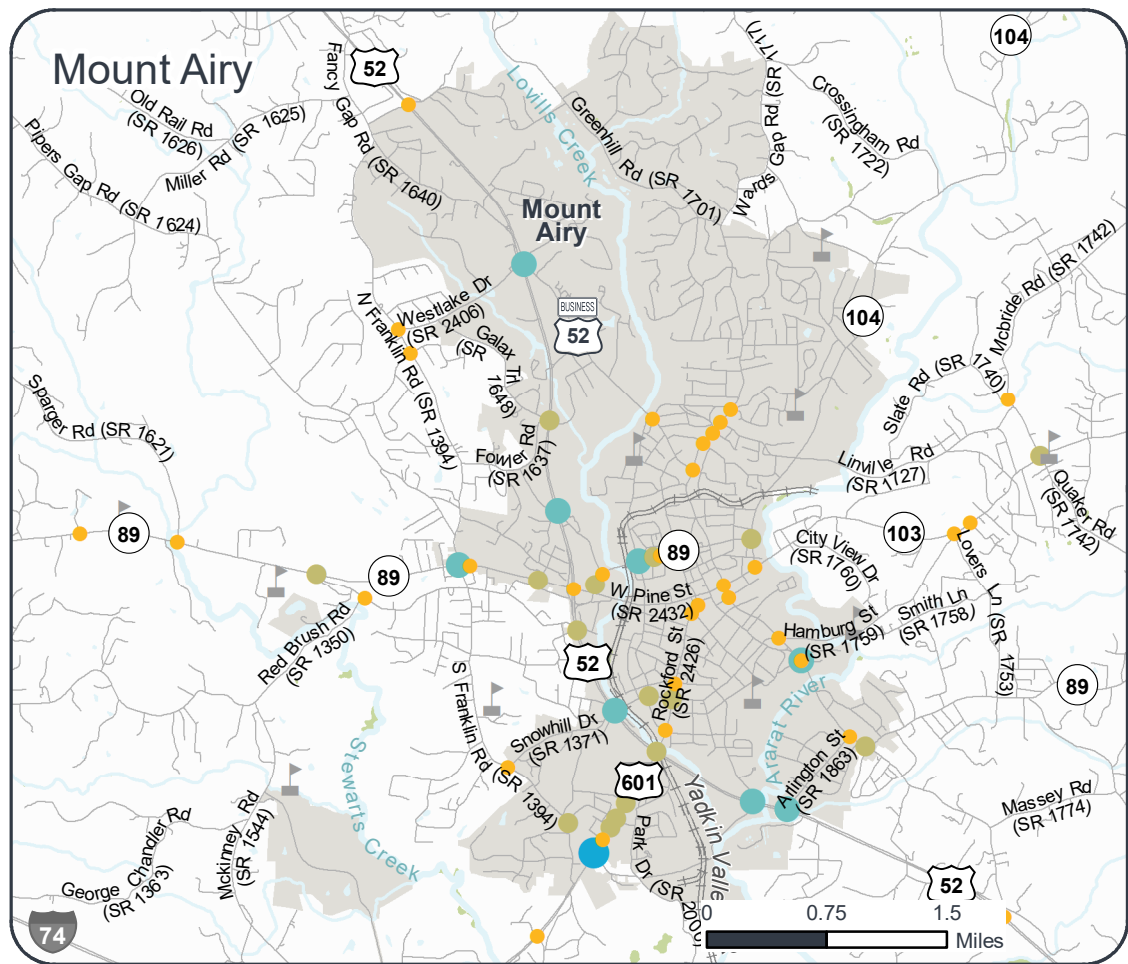 Mount Airy
52
104
Fancy Gap Rd (SR 1640)
Old Rail Rd
(SR 1626)
Miller Rd (SR 1625)
Pipers Gap Rd (SR 1624)
Lovills Creek
Greenhill Rd (SR 1701)
Wards Gap Rd (SR 1717)
Crossingham Rd
(SR 1722)
Mount
Airy
Mcbride Rd (SR 1742)
BUSINESS
52
104
Westlake Dr
(SR 2406)
N Franklin Rd (SR 1394)
Galax Trl
(SR 1648)
Slate Rd (SR 1740)
Sparger Rd (SR 1621)
Fowler Rd
(SR 1637)
Linville Rd
(SR 1727)
Quaker Rd
(SR 1742)
89
89
89
103
City View Dr
(SR 1760)
Lovers Ln (SR 1753)
W Pine St
(SR 2432)
Smith Ln
(SR 1758)
Hamburg St
(SR 1759)
Red Brush Rd
(SR 1350)
52
Rockford St
(SR 2426)
89
S Franklin Rd (SR 1394)
Snowhill Dr
(SR 1371)
Ararat River
Arlington St
(SR 1863)
Stewarts Creek
601
Yadkin Valle
Massey Rd
(SR 1774)
Mckinney Rd
(SR 1544)
George Chandler Rd
(SR 1363)
Park Dr (SR 2000
52
74
0 0.75 1.5
Miles